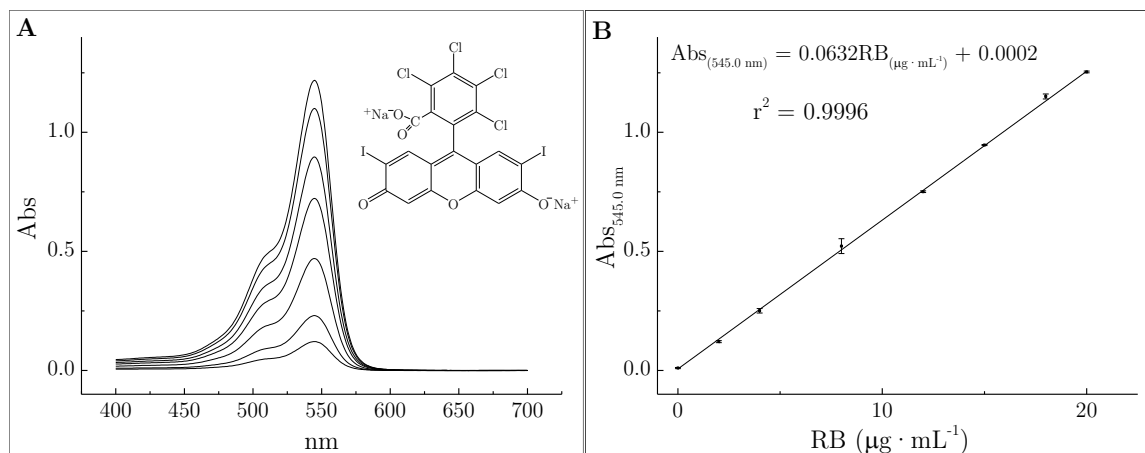 A
Abs
1.0
0.5
0.0
400
450
500
550
600
650
700
nm
Cl
Cl
Cl
Cl
⁺Na⁻O
C
O
I
I
O
O
O⁻Na⁺
B
Abs(545.0 nm) = 0.0632RB(μg · mL⁻¹) + 0.0002
r² = 0.9996
Abs545.0 nm
1.0
0.5
0.0
0
10
20
RB (μg · mL⁻¹)